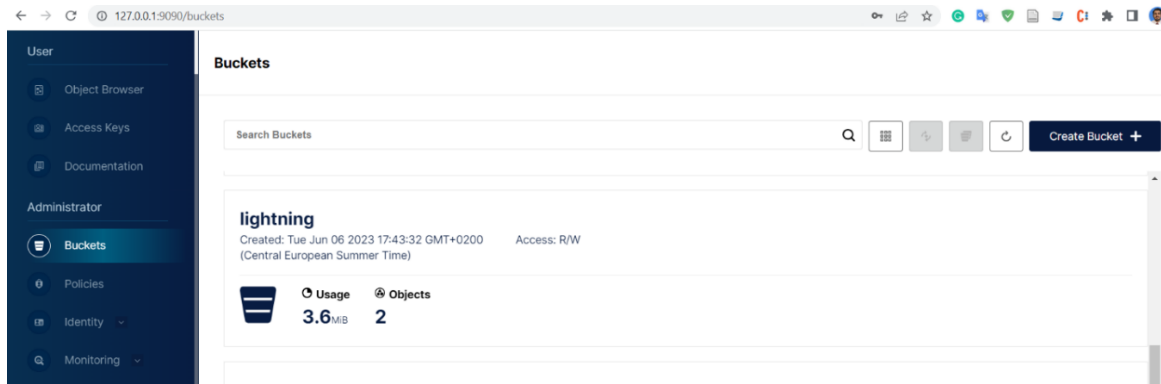 127.0.0.1:9090/buckets
User
Buckets
Object Browser
Access Keys
Search Buckets
Create Bucket +
Documentation
Administrator
lightning
Created: Tue Jun 06 2023 17:43:32 GMT+0200 Access: R/W
(Central European Summer Time)
Buckets
Policies
Usage Objects
3.6MiB 2
Identity
Monitoring